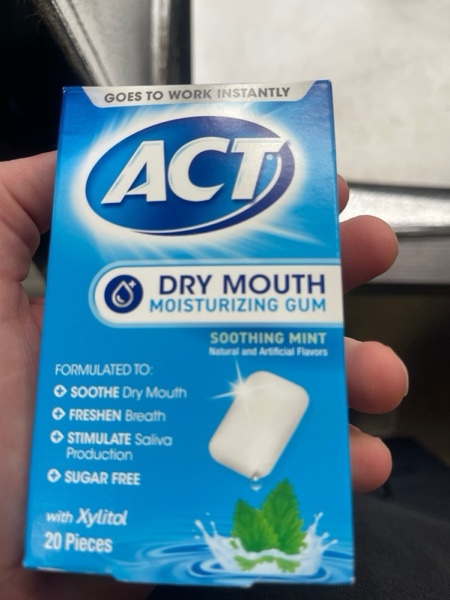 GOES TO WORK INSTANTLY
ACT
DRY MOUTH
MOISTURIZING GUM
SOOTHING MINT
Natural and Artificial Flavors
FORMULATED TO:
SOOTHE Dry Mouth
FRESHEN Breath
STIMULATE Saliva
Production
SUGAR FREE
with Xylitol
20 Pieces